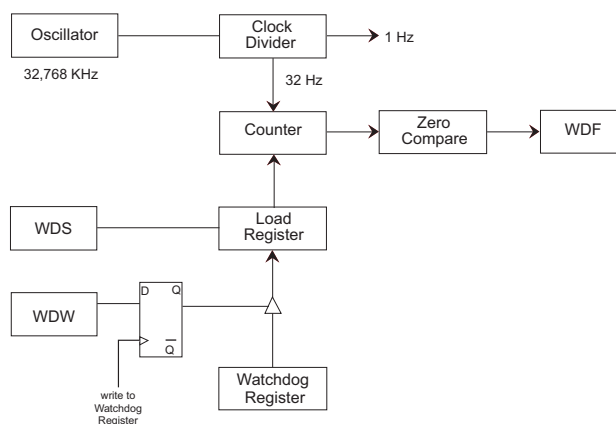 Oscillator
Clock
Divider
1 Hz
32,768 KHz
32 Hz
Counter
Zero
Compare
WDF
WDS
Load
Register
WDW
D
Q
Q
write to
Watchdog
Register
Watchdog
Register